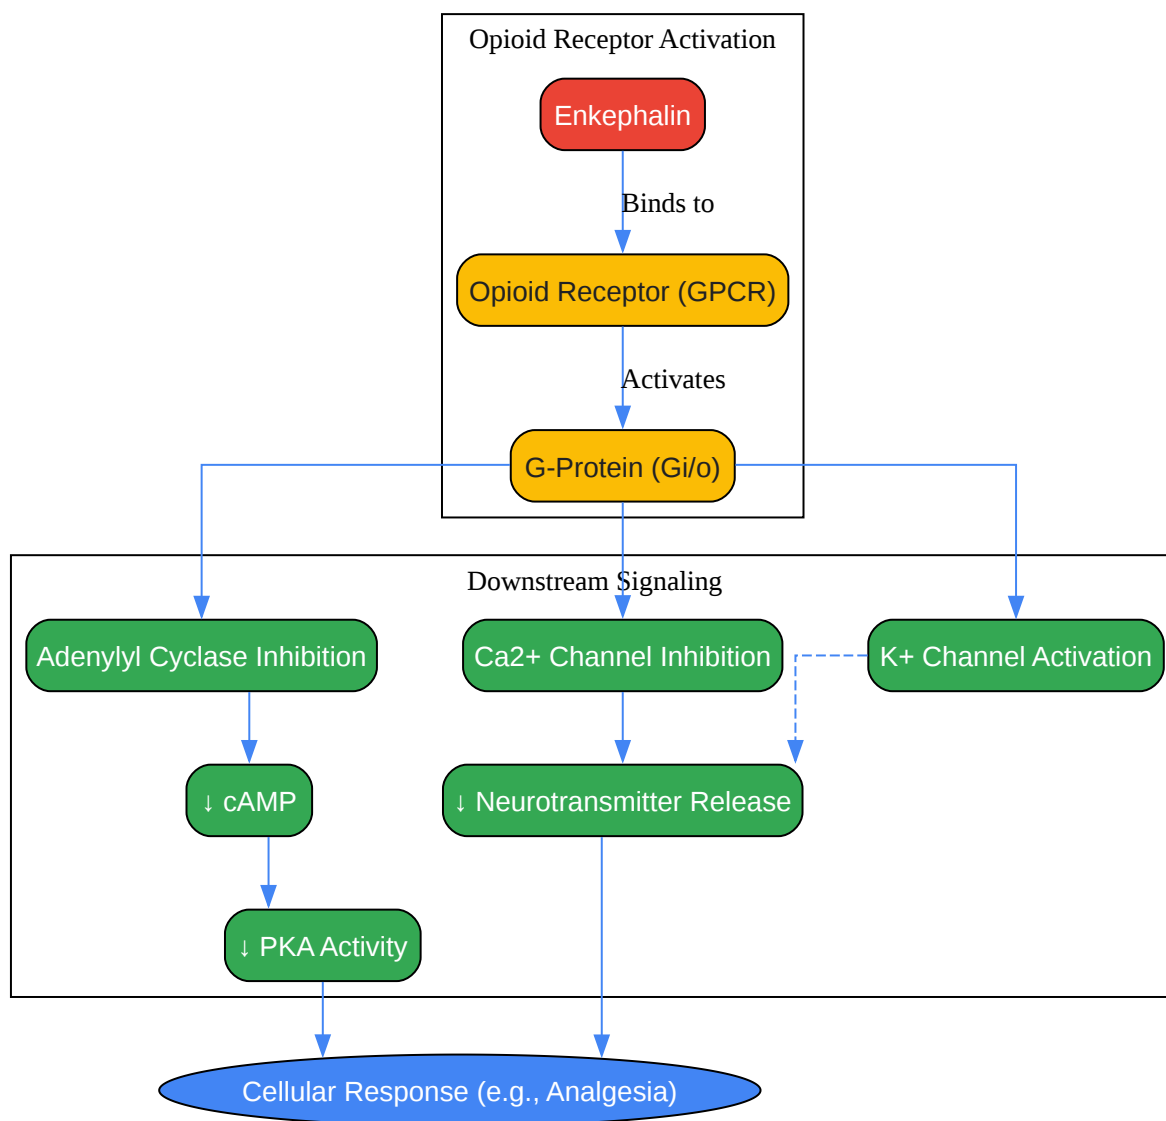 Opioid Receptor Activation
Enkephalin
Binds to
Opioid Receptor (GPCR)
Activates
G-Protein (Gi/o)
Downstream Signaling
Adenylyl Cyclase Inhibition
Ca2+ Channel Inhibition
K+ Channel Activation
↓ cAMP
↓ Neurotransmitter Release
↓ PKA Activity
Cellular Response (e.g., Analgesia)